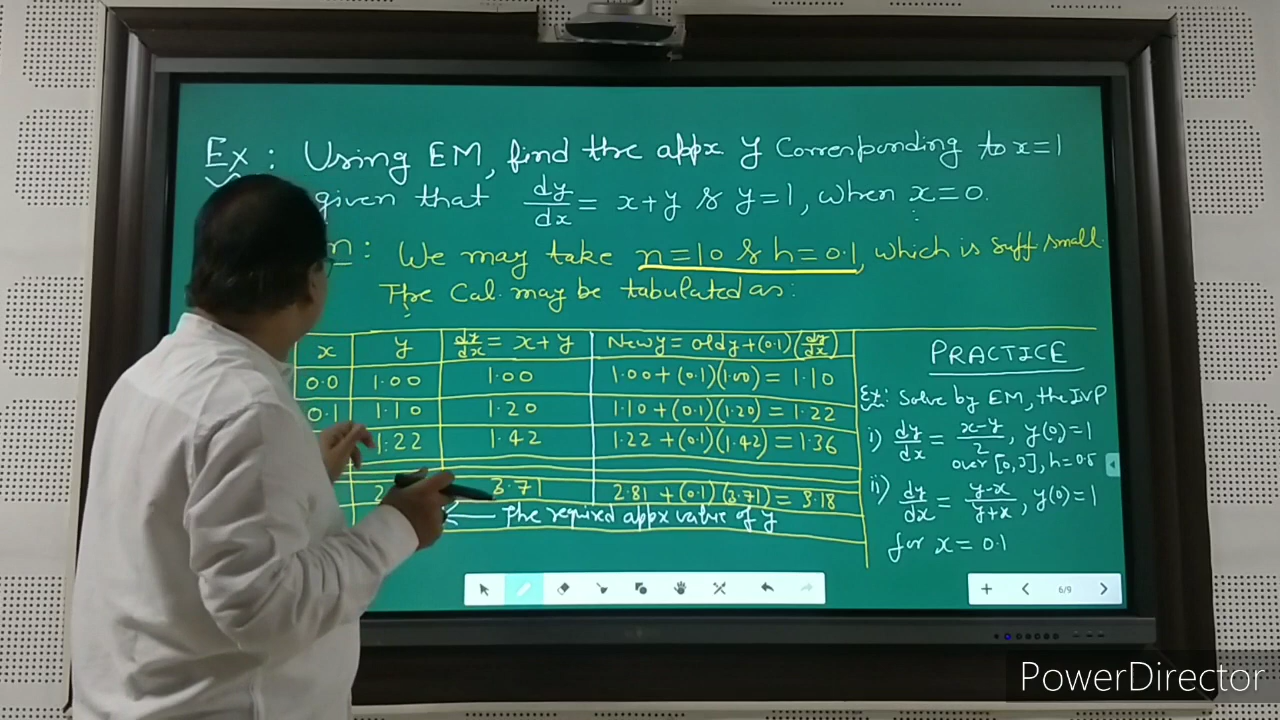 Ex: Using EM, find the appx y Corresponding to x=1
given that dy/dx = x+y & y=1, when x=0.
n: We may take n=10 & h=0.1, which is suff small.
The Cal. may be tabulated as:
x y dy/dx = x+y New y = old y+(0.1)(dy/dx)
0.0 1.00 1.00 1.00+(0.1)(1.00) = 1.10
0.1 1.10 1.20 1.10+(0.1)(1.20) = 1.22
1.22 1.42 1.22+(0.1)(1.42) = 1.36
2 3.71 2.81+(0.1)(3.71) = 3.18
The required appx value of y
PRACTICE
Ex: Solve by EM, the IVP
i) dy/dx = x-y/2, y(0)=1
over [0,3], h=0.5
ii) dy/dx = y-x/y+x, y(0)=1
for x = 0.1
6/9
PowerDirector